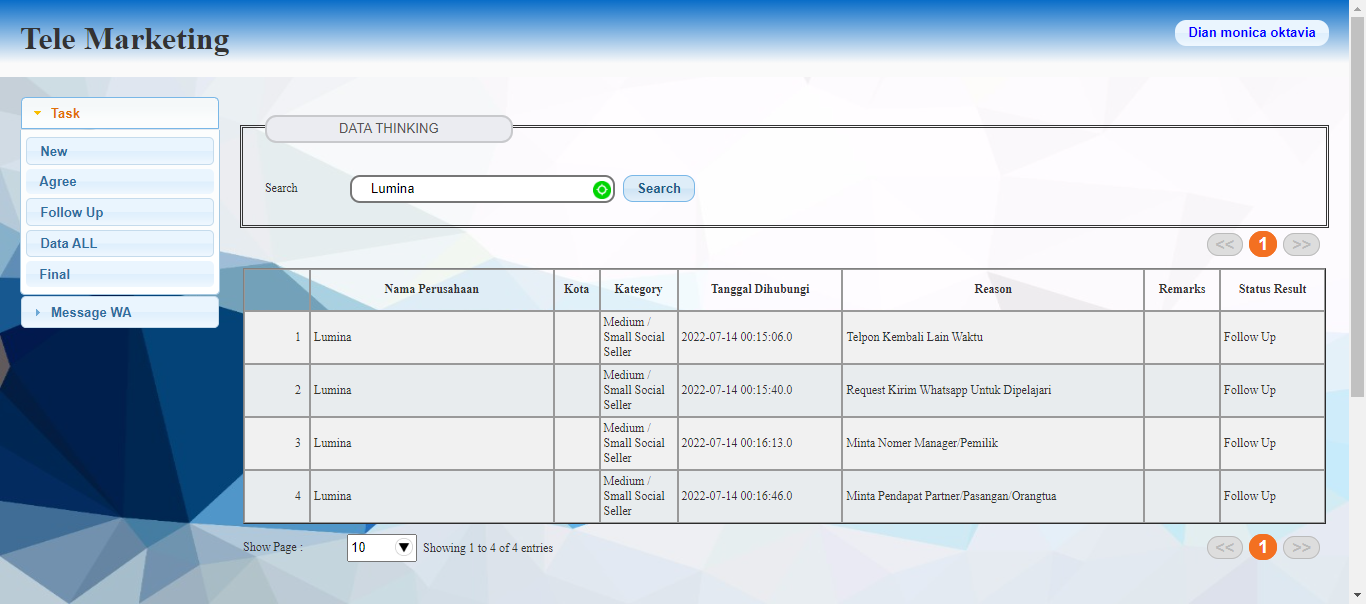 Tele Marketing
Dian monica oktavia
Task
New
Agree
Follow Up
Data ALL
Final
Message WA
DATA THINKING
Search Lumina Search
<< 1 >>
Nama Perusahaan Kota Kategory Tanggal Dihubungi Reason Remarks Status Result
1 Lumina Medium / Small Social Seller 2022-07-14 00:15:06.0 Telpon Kembali Lain Waktu Follow Up
2 Lumina Medium / Small Social Seller 2022-07-14 00:15:40.0 Request Kirim Whatsapp Untuk Dipelajari Follow Up
3 Lumina Medium / Small Social Seller 2022-07-14 00:16:13.0 Minta Nomer Manager/Pemilik Follow Up
4 Lumina Medium / Small Social Seller 2022-07-14 00:16:46.0 Minta Pendapat Partner/Pasangan/Orangtua Follow Up
Show Page : 10 Showing 1 to 4 of 4 entries << 1 >>